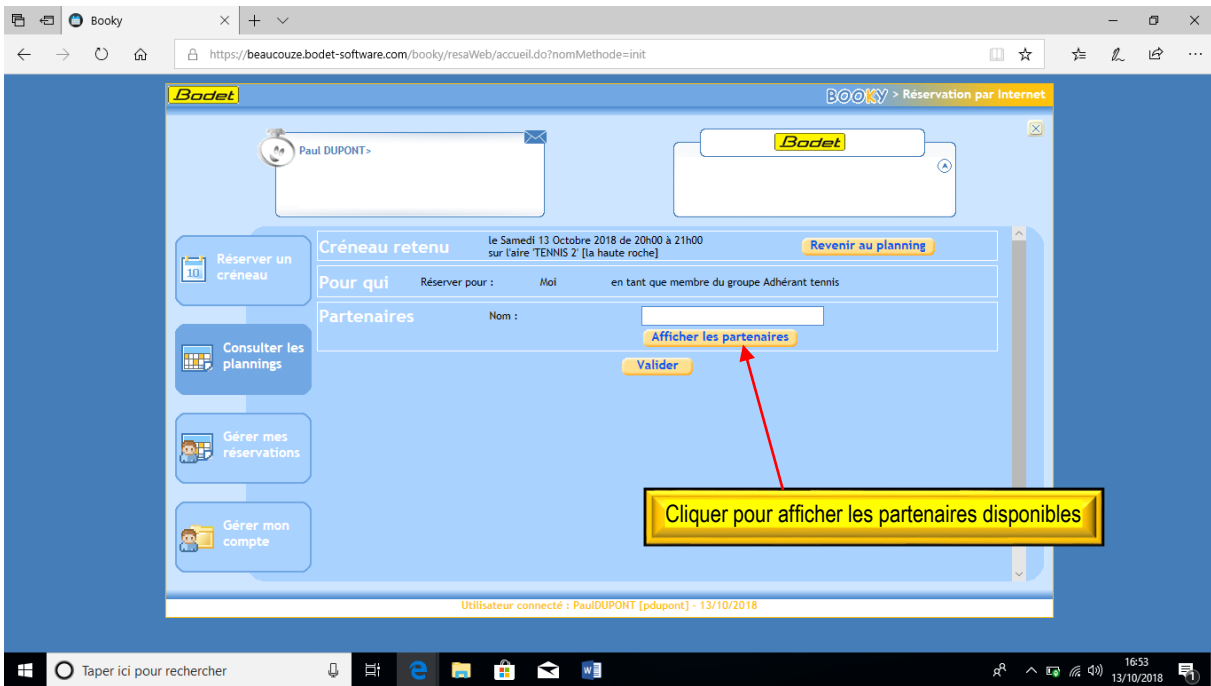 Booky
https://beaucouze.bodet-software.com/booky/resaWeb/accueil.do?nomMethode=init
Bodet
BOOKY > Réservation par Internet
Paul DUPONT>
Bodet
Réserver un
créneau
10
Consulter les
plannings
Gérer mes
réservations
Gérer mon
compte
Créneau retenu
le Samedi 13 Octobre 2018 de 20h00 à 21h00
sur l'aire 'TENNIS 2' [la haute roche]
Revenir au planning
Pour qui
Réserver pour : Moi en tant que membre du groupe Adhérant tennis
Partenaires
Nom :
Afficher les partenaires
Valider
Cliquer pour afficher les partenaires disponibles
Utilisateur connecté : PaulDUPONT [pdupont] - 13/10/2018
Taper ici pour rechercher
16:53
13/10/2018